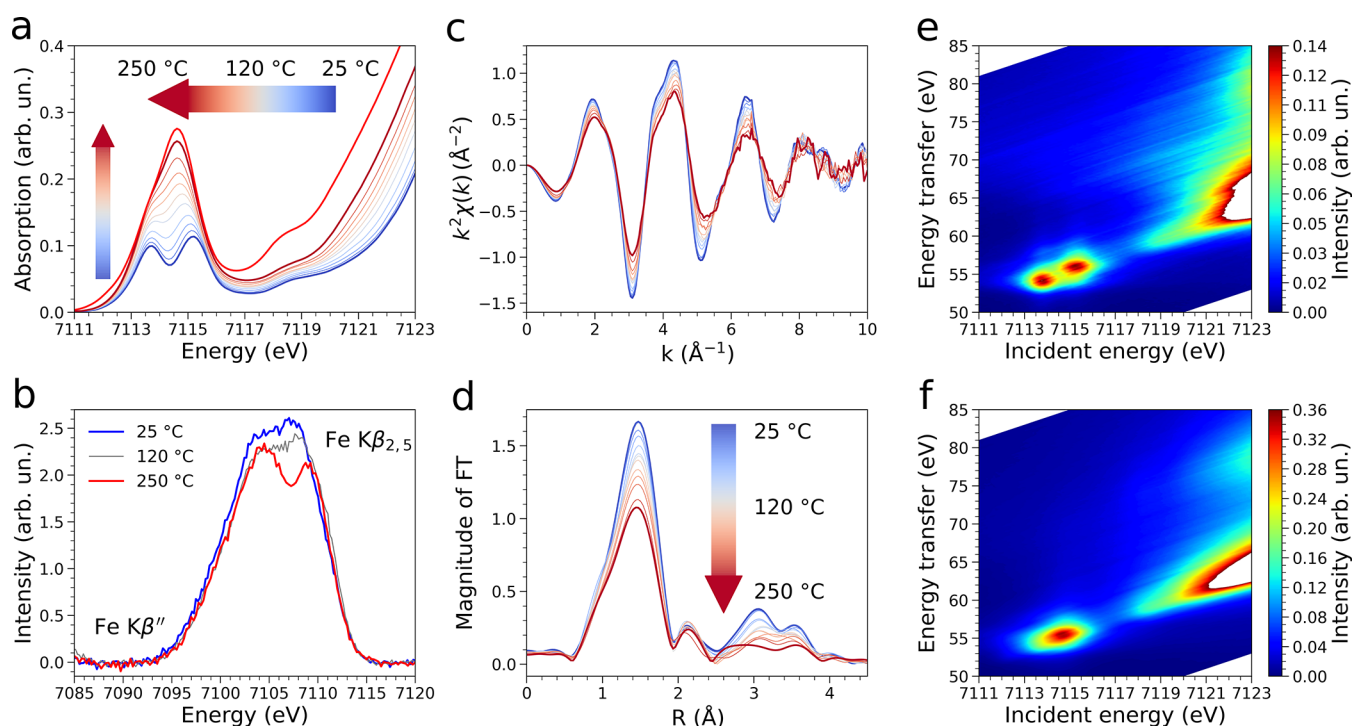 a
0.4
0.3
0.2
0.1
0.0
250 °C 120 °C 25 °C
7111 7113 7115 7117 7119 7121 7123
Energy (eV)
Absorption (arb. un.)
b
2.5
2.0
1.5
1.0
0.5
0.0
25 °C
120 °C
250 °C
Fe Kβ2,5
Fe Kβ″
7085 7090 7095 7100 7105 7110 7115 7120
Energy (eV)
Intensity (arb. un.)
c
1.0
0.5
0.0
−0.5
−1.0
−1.5
0 2 4 6 8 10
k (Å−1)
k2χ(k) (Å−2)
d
1.5
1.0
0.5
0.0
25 °C
120 °C
250 °C
0 1 2 3 4
R (Å)
Magnitude of FT
e
85
80
75
70
65
60
55
50
7111 7113 7115 7117 7119 7121 7123
Incident energy (eV)
Energy transfer (eV)
0.14
0.12
0.11
0.09
0.08
0.06
0.05
0.03
0.02
0.00
Intensity (arb. un.)
f
85
80
75
70
65
60
55
50
7111 7113 7115 7117 7119 7121 7123
Incident energy (eV)
Energy transfer (eV)
0.36
0.32
0.28
0.24
0.20
0.16
0.12
0.08
0.04
0.00
Intensity (arb. un.)